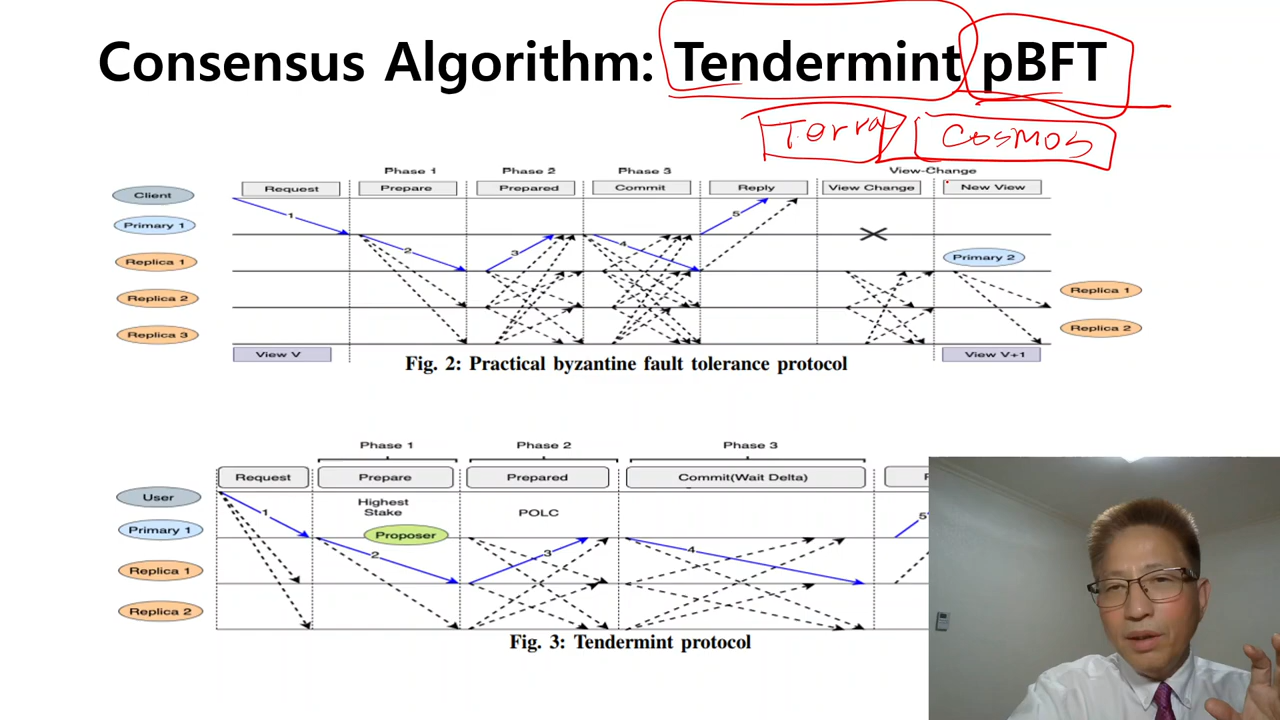 Consensus Algorithm: Tendermint pBFT
Terra Cosmos
Phase 1 Phase 2 Phase 3 View-Change
Request Prepare Prepared Commit Reply View Change New View
Client
Primary 1
Replica 1
Replica 2
Replica 3
1 2 3 4 5
Primary 2
Replica 1
Replica 2
View V View V+1
Fig. 2: Practical byzantine fault tolerance protocol
Phase 1 Phase 2 Phase 3
Request Prepare Prepared Commit(Wait Delta)
User
Highest
Stake
POLC
Primary 1
Proposer
Replica 1
Replica 2
1 2 3 4 5
Fig. 3: Tendermint protocol